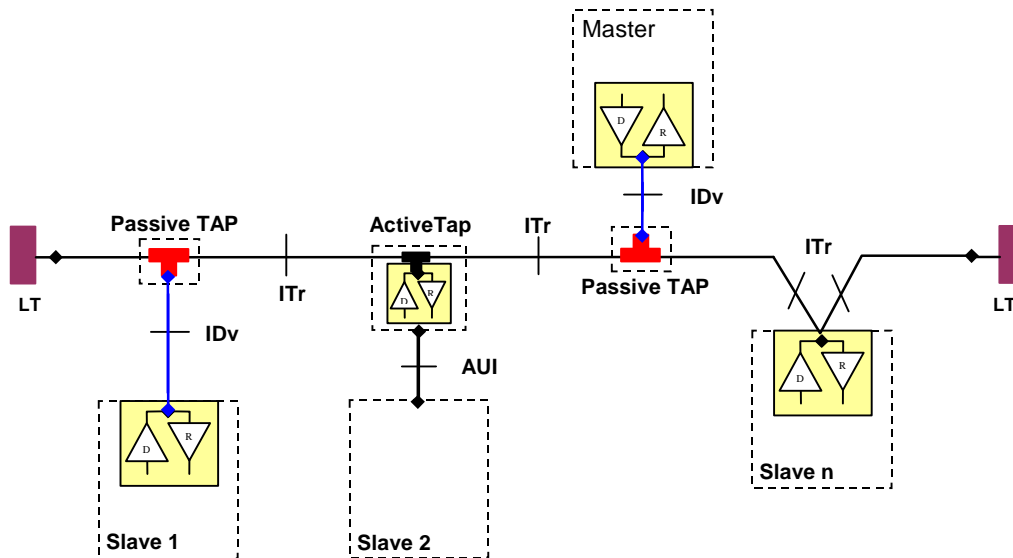 Master
D
R
IDv
Passive TAP
ActiveTap
ITr
ITr
LT
ITr
Passive TAP
LT
D
R
IDv
AUI
D
R
D
R
Slave n
Slave 1
Slave 2